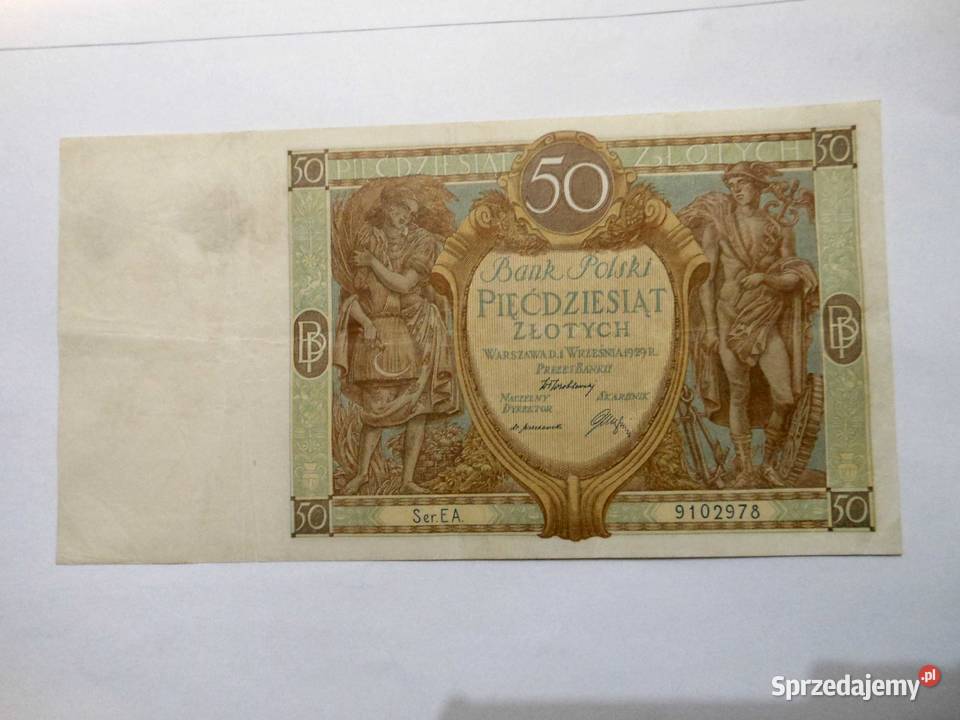 50 PIĘĆDZIESIĄT ZŁOTYCH 50
50
Bank Polski
PIĘĆDZIESIĄT
ZŁOTYCH
WARSZAWA D. 1 WRZEŚNIA 1929 R.
PREZES BANKU
NACZELNY SKARBNIK
DYREKTOR
BP BP
50 Ser. EA. 9102978 50
Sprzedajemy.pl